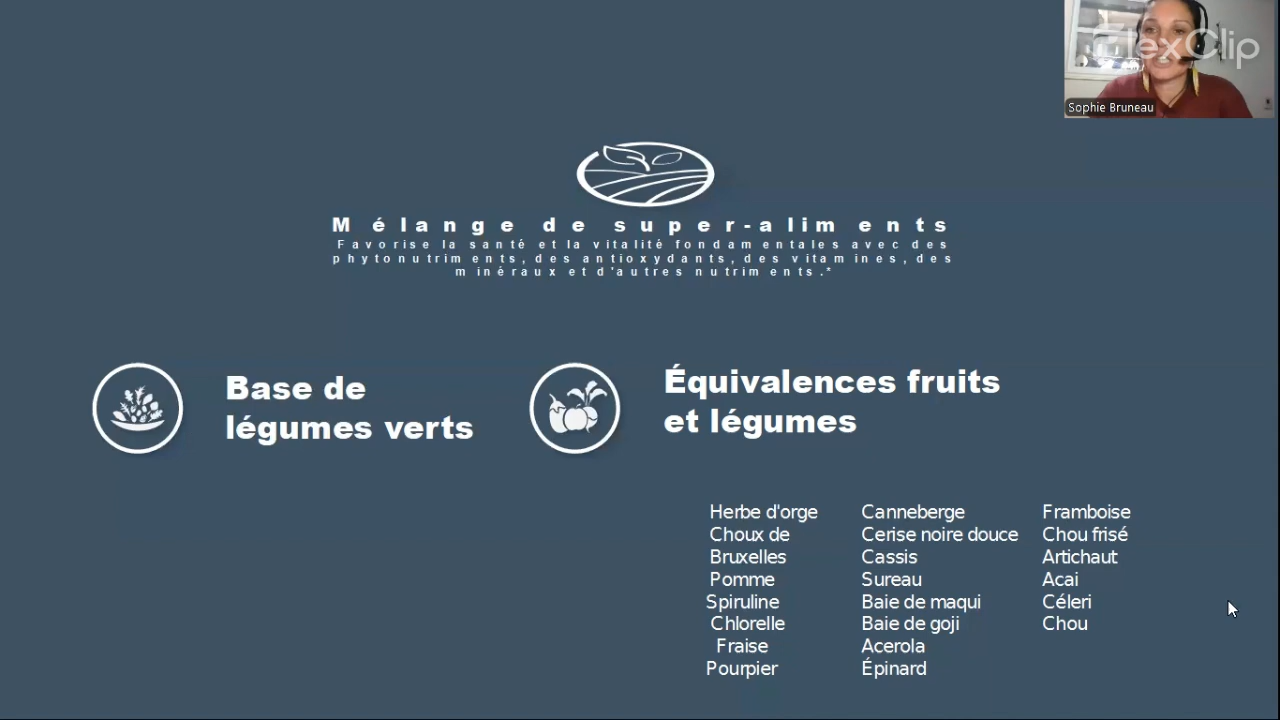 FlexClip
Sophie Bruneau
Mélange de super-aliments
Favorise la santé et la vitalité fondamentales avec des
phytonutriments, des antioxydants, des vitamines, des
minéraux et d'autres nutriments.*
Base de
légumes verts
Équivalences fruits
et légumes
Herbe d'orge
Choux de
Bruxelles
Pomme
Spiruline
Chlorelle
Fraise
Pourpier
Canneberge
Cerise noire douce
Cassis
Sureau
Baie de maqui
Baie de goji
Acerola
Épinard
Framboise
Chou frisé
Artichaut
Acai
Céleri
Chou